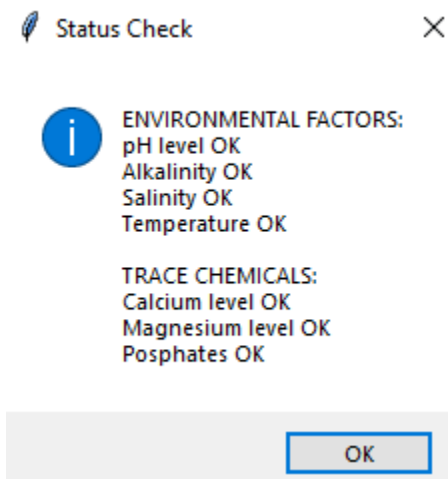 Status Check
ENVIRONMENTAL FACTORS:
pH level OK
Alkalinity OK
Salinity OK
Temperature OK
TRACE CHEMICALS:
Calcium level OK
Magnesium level OK
Posphates OK
OK